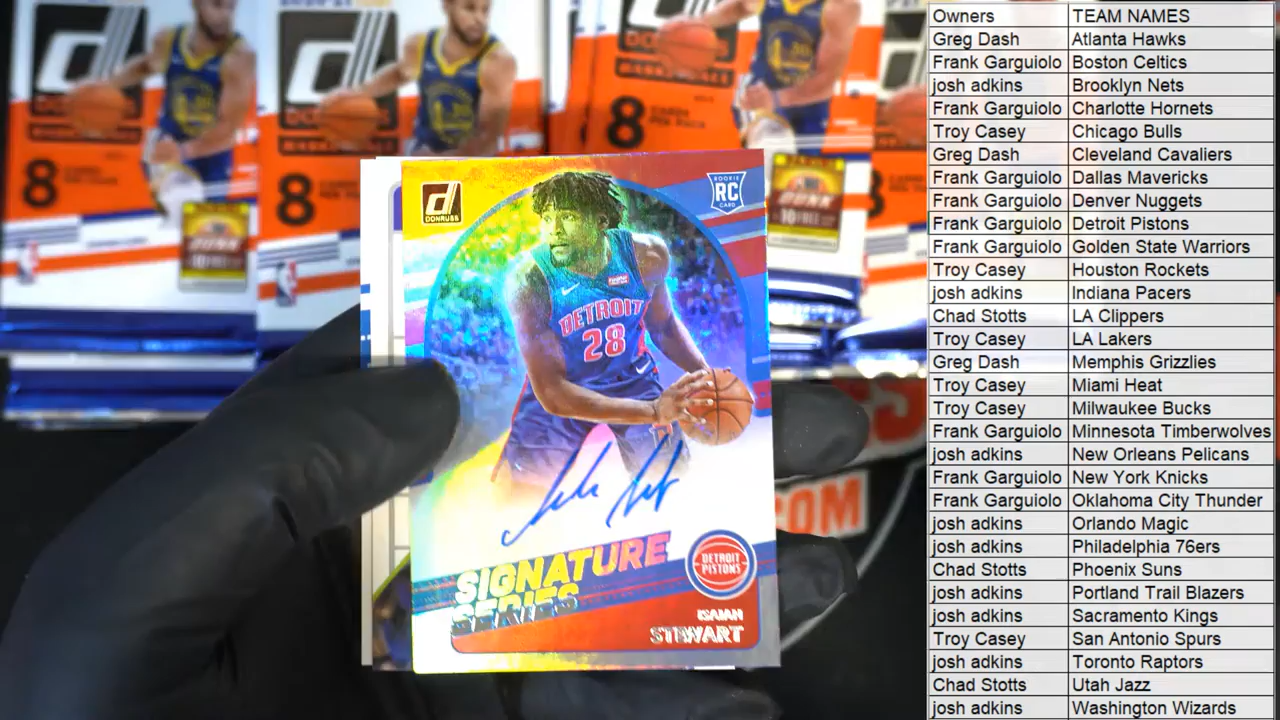 8
8
8
CARDS
PER PACK
d
DONRUSS
ROOKIE
RC
CARD
DETROIT
28
SIGNATURE
SERIES
DETROIT
PISTONS
ISAIAH
STEWART
.COM
Owners TEAM NAMES
Greg Dash Atlanta Hawks
Frank Garguiolo Boston Celtics
josh adkins Brooklyn Nets
Frank Garguiolo Charlotte Hornets
Troy Casey Chicago Bulls
Greg Dash Cleveland Cavaliers
Frank Garguiolo Dallas Mavericks
Frank Garguiolo Denver Nuggets
Frank Garguiolo Detroit Pistons
Frank Garguiolo Golden State Warriors
Troy Casey Houston Rockets
josh adkins Indiana Pacers
Chad Stotts LA Clippers
Troy Casey LA Lakers
Greg Dash Memphis Grizzlies
Troy Casey Miami Heat
Troy Casey Milwaukee Bucks
Frank Garguiolo Minnesota Timberwolves
josh adkins New Orleans Pelicans
Frank Garguiolo New York Knicks
Frank Garguiolo Oklahoma City Thunder
josh adkins Orlando Magic
josh adkins Philadelphia 76ers
Chad Stotts Phoenix Suns
josh adkins Portland Trail Blazers
josh adkins Sacramento Kings
Troy Casey San Antonio Spurs
josh adkins Toronto Raptors
Chad Stotts Utah Jazz
josh adkins Washington Wizards